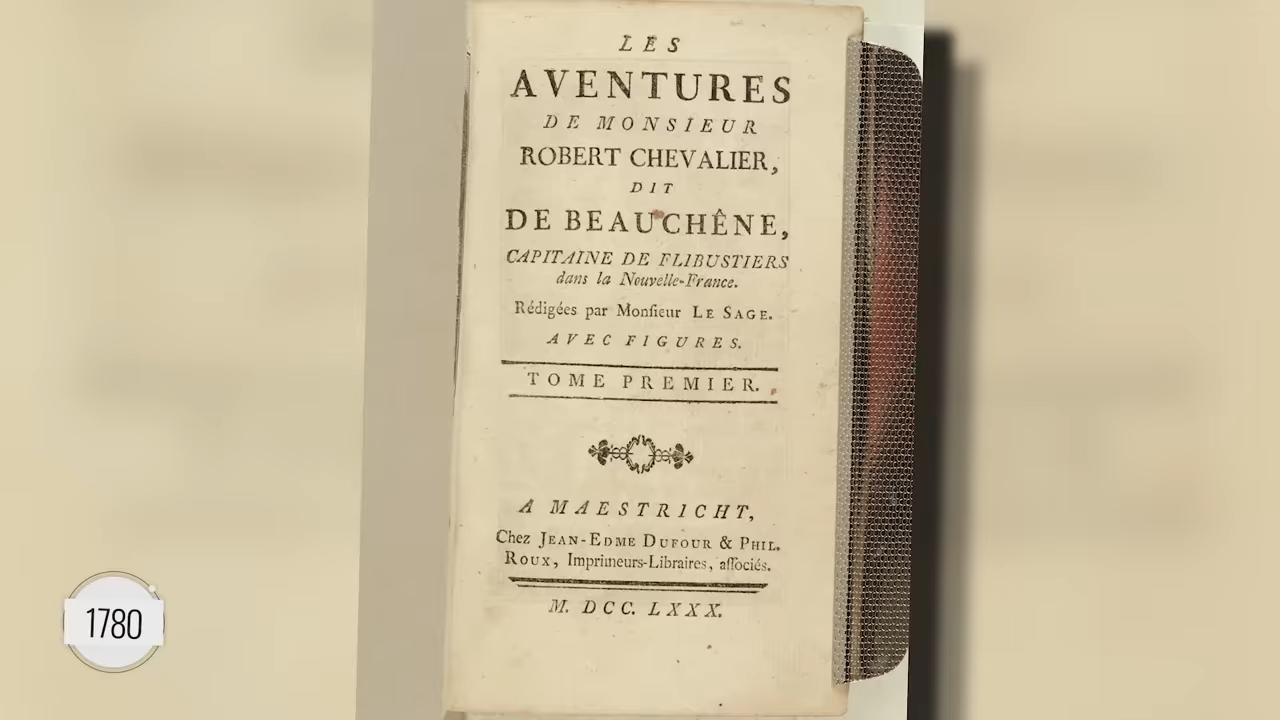 LES
AVENTURES
DE MONSIEUR
ROBERT CHEVALIER,
DIT
DE BEAUCHÊNE,
CAPITAINE DE FLIBUSTIERS
dans la Nouvelle-France.
Rédigées par Monſieur LE SAGE.
AVEC FIGURES.
TOME PREMIER.
A MAESTRICHT,
Chez JEAN-EDME DUFOUR & PHIL.
ROUX, Imprimeurs-Libraires, aſſociés.
M. DCC. LXXX.
1780